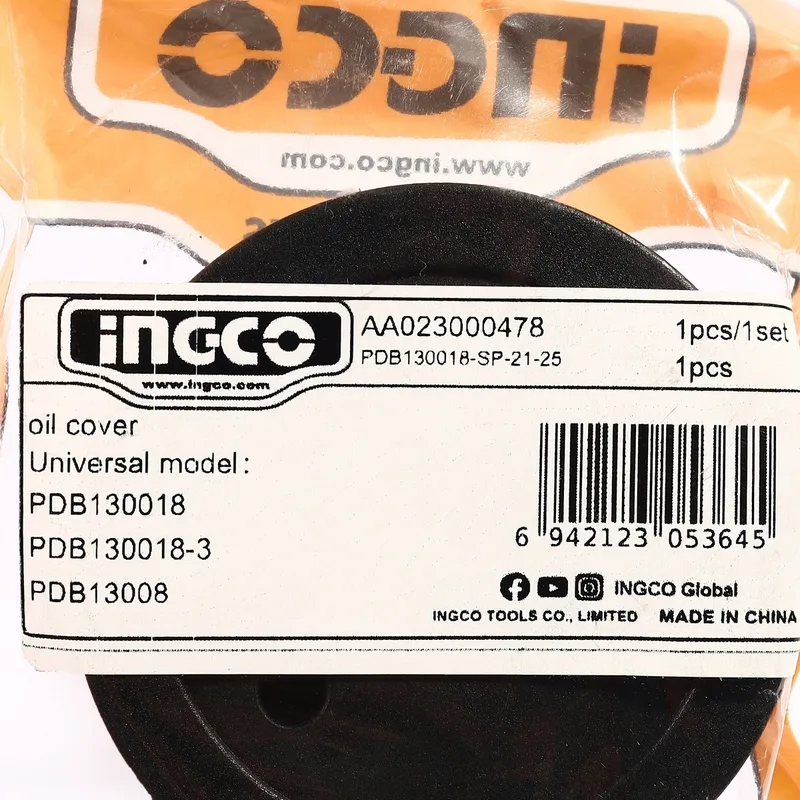 INGCO
www.ingco.com
INGCO
www.ingco.com
AA023000478
PDB130018-SP-21-25
1pcs/1set
1pcs
oil cover
Universal model:
PDB130018
PDB130018-3
PDB13008
6 942123 053645
INGCO Global
INGCO TOOLS CO., LIMITED MADE IN CHINA